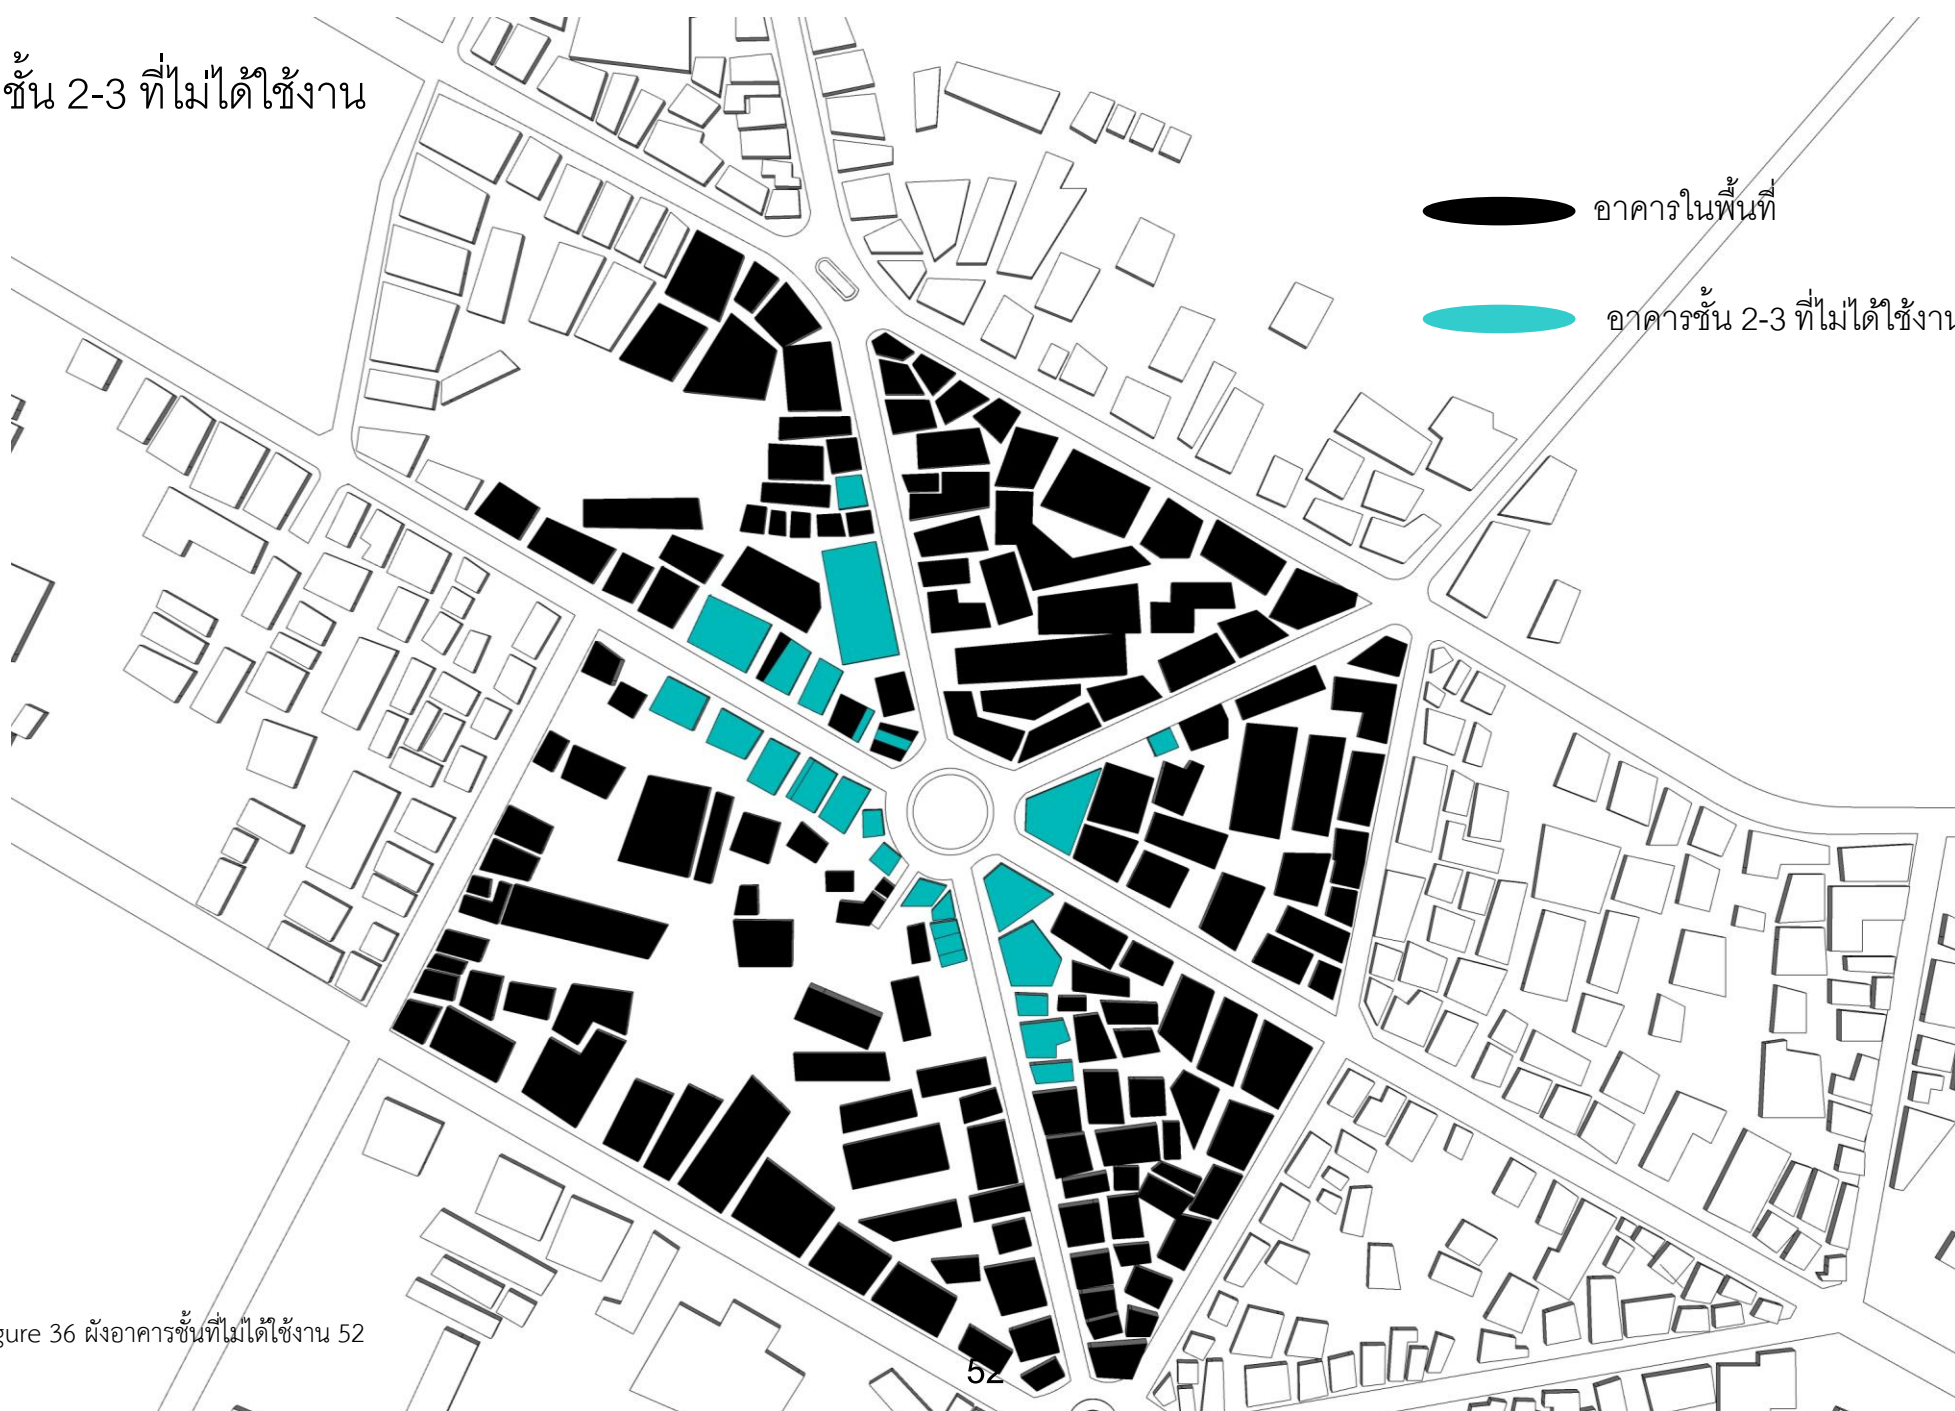 ชั้น 2-3 ที่ไม่ได้ใช้งาน
อาคารในพื้นที่
อาคารชั้น 2-3 ที่ไม่ได้ใช้งาน
gure 36 ผังอาคารชั้นที่ไม่ได้ใช้งาน 52
52